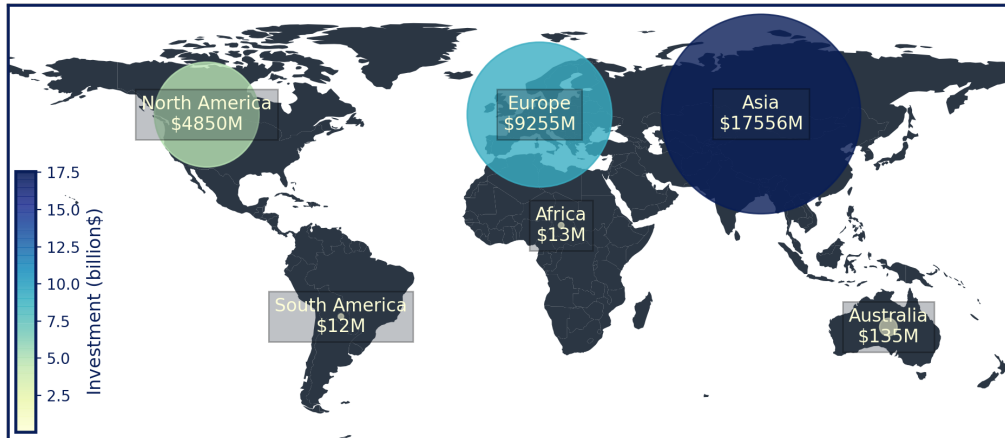 North America
$4850M
Europe
$9255M
Asia
$17556M
Africa
$13M
South America
$12M
Australia
$135M
17.5
15.0
12.5
10.0
7.5
5.0
2.5
Investment (billion$)